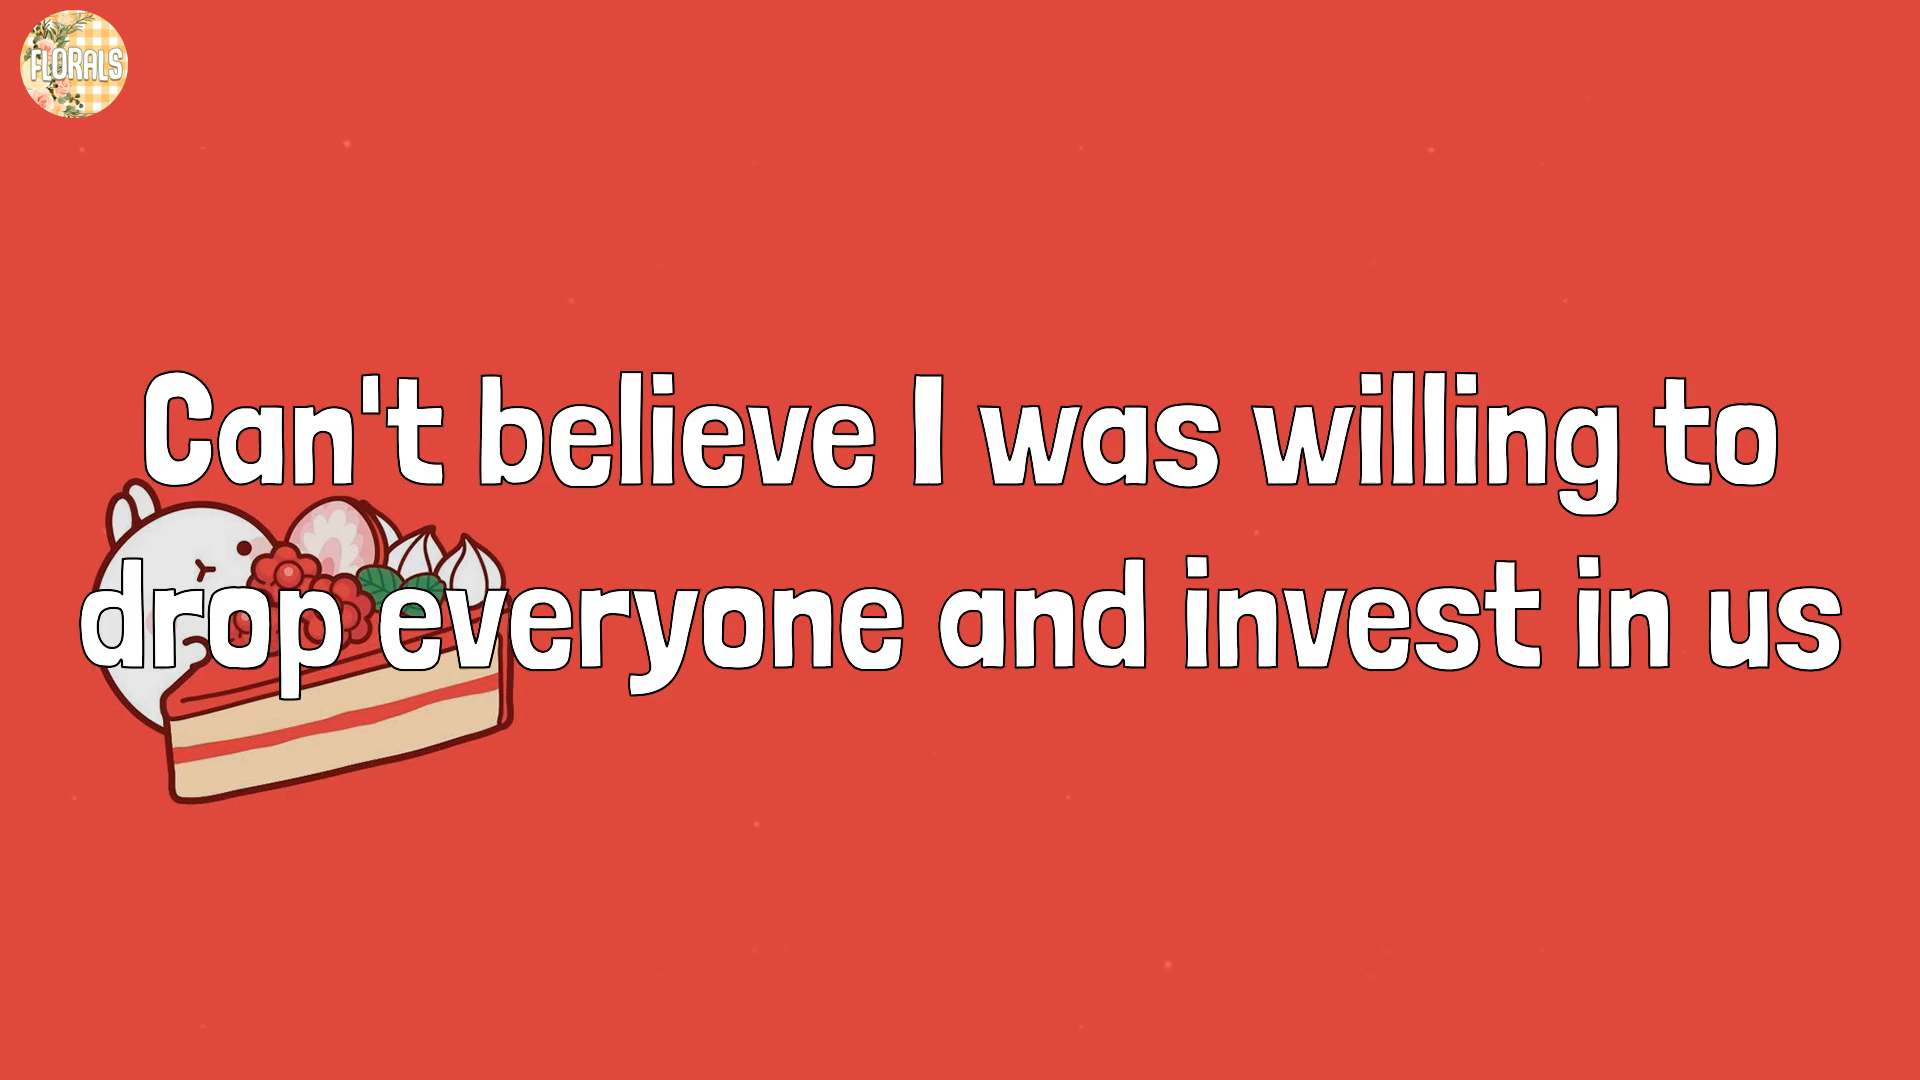 FLORALS
Can't believe I was willing to
drop everyone and invest in us